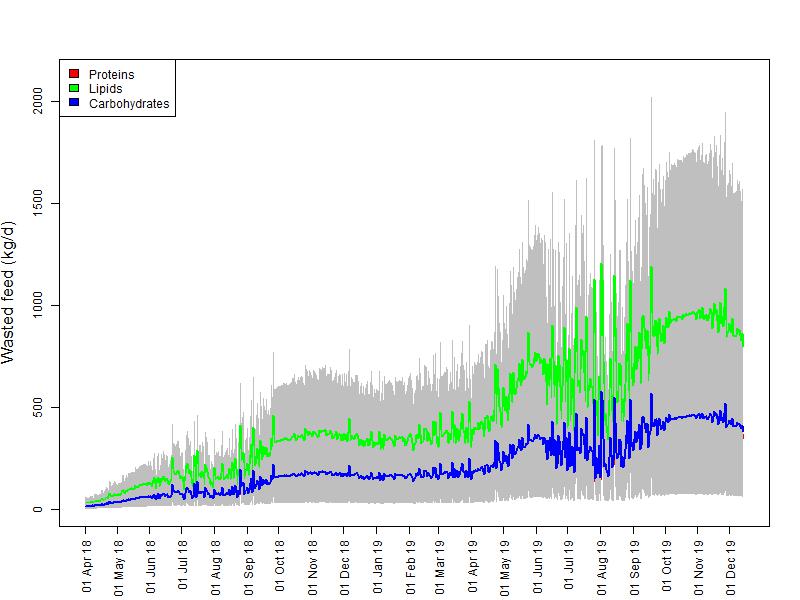 Proteins
Lipids
Carbohydrates
Wasted feed (kg/d)
2000
1500
1000
500
0
01 Apr 18
01 May 18
01 Jun 18
01 Jul 18
01 Aug 18
01 Sep 18
01 Oct 18
01 Nov 18
01 Dec 18
01 Jan 19
01 Feb 19
01 Mar 19
01 Apr 19
01 May 19
01 Jun 19
01 Jul 19
01 Aug 19
01 Sep 19
01 Oct 19
01 Nov 19
01 Dec 19